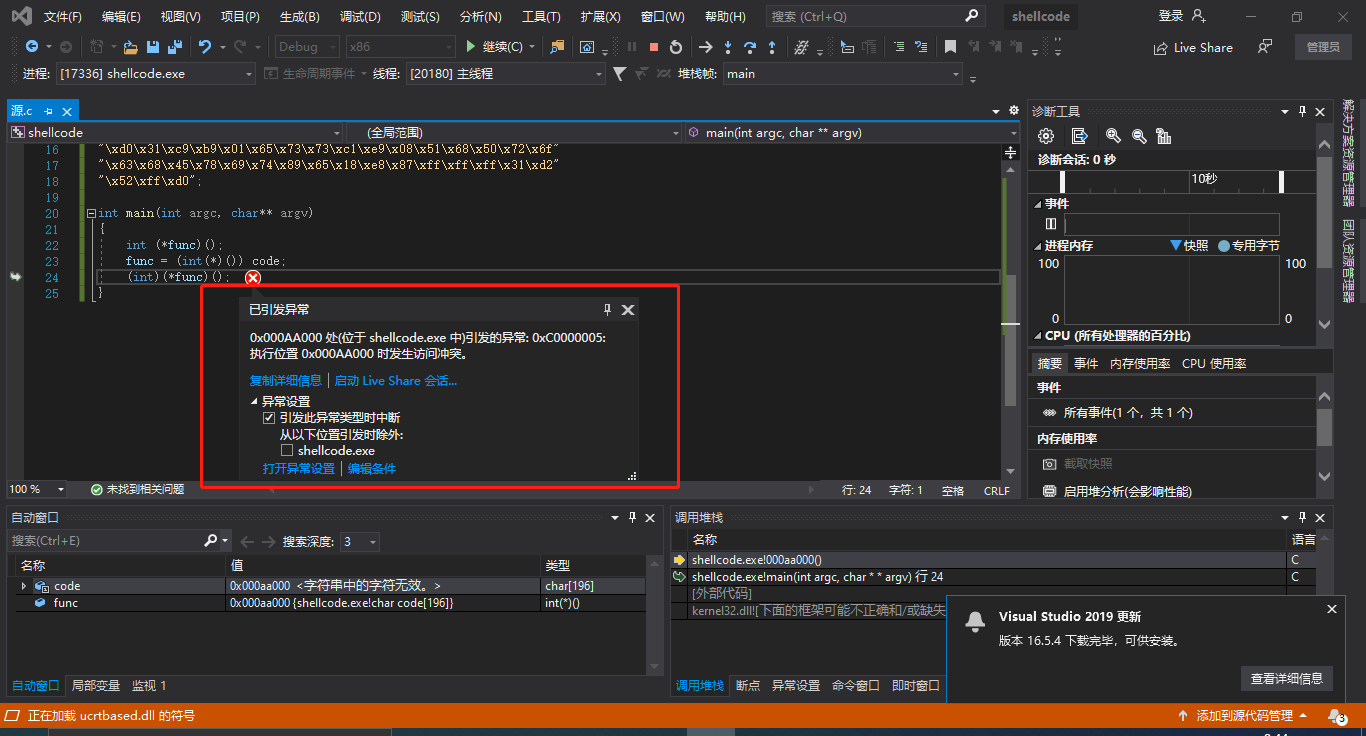 文件(F) 编辑(E) 视图(V) 项目(P) 生成(B) 调试(D) 测试(S) 分析(N) 工具(T) 扩展(X) 窗口(W) 帮助(H) 搜索 (Ctrl+Q) shellcode 登录
Debug x86 继续(C) Live Share 管理员
进程: [17336] shellcode.exe 生命周期事件 线程: [20180] 主线程 堆栈帧: main
源.c
shellcode (全局范围) main(int argc, char ** argv)
16 "\xd0\x31\xc9\xb9\x01\x65\x73\x73\xc1\xe9\x08\x51\x68\x50\x72\x6f"
17 "\x63\x68\x45\x78\x69\x74\x89\x65\x18\xe8\x87\xff\xff\xff\x31\xd2"
18 "\x52\xff\xd0";
19
20 int main(int argc, char** argv)
21 {
22 int (*func)();
23 func = (int(*)()) code;
24 (int)(*func)();
25 }
已引发异常
0x000AA000 处(位于 shellcode.exe 中)引发的异常: 0xC0000005:
执行位置 0x000AA000 时发生访问冲突。
复制详细信息 | 启动 Live Share 会话...
异常设置
引发此异常类型时中断
从以下位置引发时除外:
shellcode.exe
打开异常设置 | 编辑条件
100 % 未找到相关问题 行: 24 字符: 1 空格 CRLF
诊断工具
诊断会话: 0 秒
10秒
事件
进程内存 快照 专用字节
100 100
0 0
CPU (所有处理器的百分比)
摘要 事件 内存使用率 CPU 使用率
事件
所有事件(1 个，共 1 个)
内存使用率
截取快照
启用堆分析(会影响性能)
解决方案资源管理器
团队资源管理器
自动窗口
搜索(Ctrl+E) 搜索深度: 3
名称 值 类型
code 0x000aa000 <字符串中的字符无效。> char[196]
func 0x000aa000 {shellcode.exe!char code[196]} int(*)()
自动窗口 局部变量 监视 1
调用堆栈
名称 语言
shellcode.exe!000aa000() C
shellcode.exe!main(int argc, char * * argv) 行 24 C
[外部代码]
kernel32.dll![下面的框架可能不正确和/或缺失
调用堆栈 断点 异常设置 命令窗口 即时窗口
Visual Studio 2019 更新
版本 16.5.4 下载完毕，可供安装。
查看详细信息
正在加载 ucrtbased.dll 的符号 添加到源代码管理 3